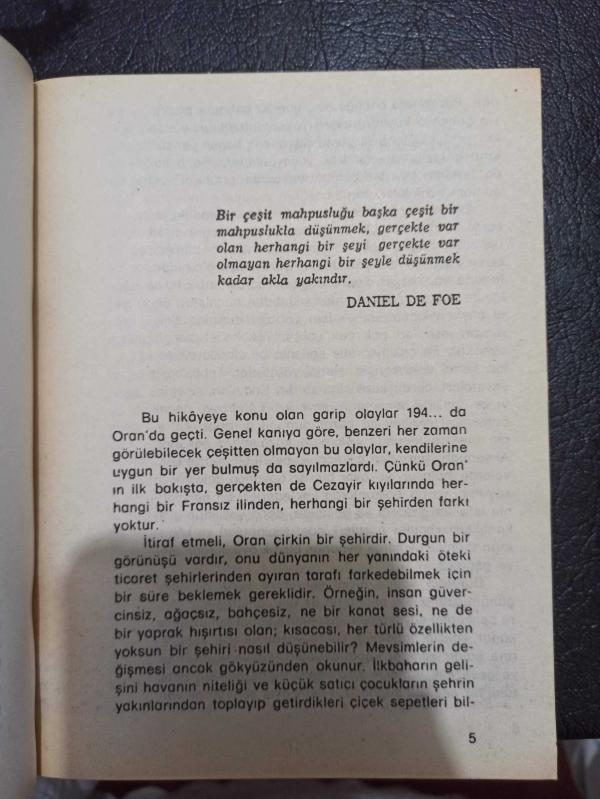 Bir çeşit mahpusluğu başka çeşit bir
mahpuslukta düşünmek, gerçekte var
olan herhangi bir şeyi gerçekte var
olmayan herhangi bir şeyle düşünmek
kadar akla yakındır.
DANIEL DE FOE
Bu hikâyeye konu olan garip olaylar 194... da
Oran'da geçti. Genel kanıya göre, benzeri her zaman
görülebilecek çeşitten olmayan bu olaylar, kendilerine
uygun bir yer bulmuş da sayılmazlardı. Çünkü Oran'
ın ilk bakışta, gerçekten de Cezayir kıyılarında her-
hangi bir Fransız ilinden, herhangi bir şehirden farkı
yoktur.
İtiraf etmeli, Oran çirkin bir şehirdir. Durgun bir
görünüşü vardır, onu dünyanın her yanındaki öteki
ticaret şehirlerinden ayıran tarafı farkedebilmek için
bir süre beklemek gereklidir. Örneğin, insan güver-
cinsiz, ağaçsız, bahçesiz, ne bir kanat sesi, ne de
bir yaprak hışırtısı olan; kısacası, her türlü özellikten
yoksun bir şehiri nasıl düşünebilir? Mevsimlerin de-
ğişmesi ancak gökyüzünden okunur. İlkbaharın geli-
şini havanın niteliği ve küçük satıcı çocukların şehrin
yakınlarından toplayıp getirdikleri çiçek sepetleri bil-
5